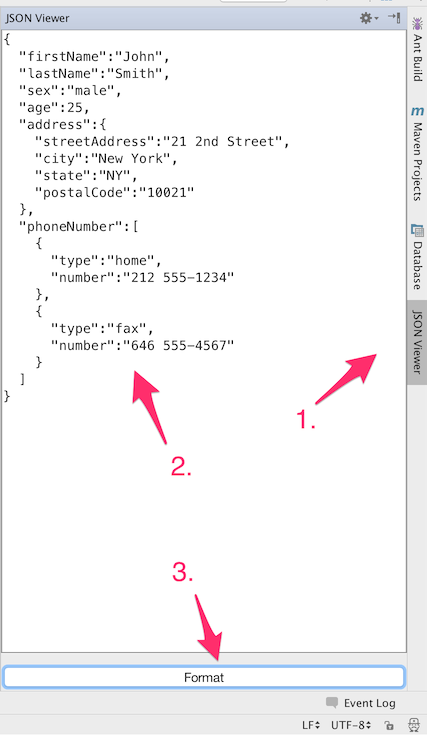 JSON Viewer
{
  "firstName":"John",
  "lastName":"Smith",
  "sex":"male",
  "age":25,
  "address":{
    "streetAddress":"21 2nd Street",
    "city":"New York",
    "state":"NY",
    "postalCode":"10021"
  },
  "phoneNumber":[
    {
      "type":"home",
      "number":"212 555-1234"
    },
    {
      "type":"fax",
      "number":"646 555-4567"
    }
  ]
}
1.
2.
3.
Format
Ant Build
m Maven Projects
Database
JSON Viewer
Event Log
LF UTF-8